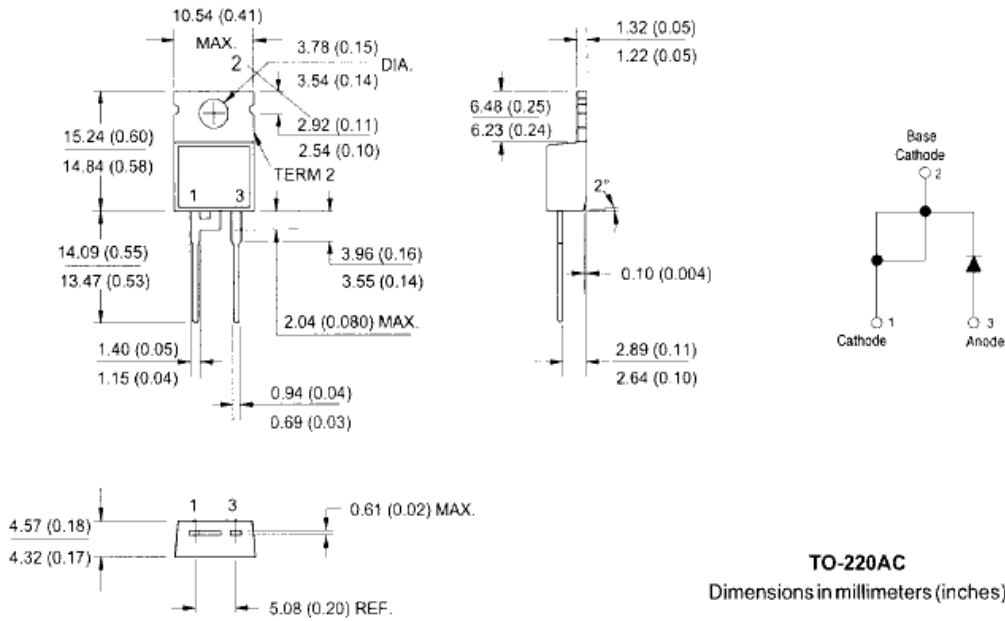 10.54 (0.41)
MAX.
3.78 (0.15)
DIA.
3.54 (0.14)
2
15.24 (0.60)
14.84 (0.58)
2.92 (0.11)
2.54 (0.10)
TERM 2
1 3
14.09 (0.55)
13.47 (0.53)
3.96 (0.16)
3.55 (0.14)
2.04 (0.080) MAX.
1.40 (0.05)
1.15 (0.04)
0.94 (0.04)
0.69 (0.03)
1.32 (0.05)
1.22 (0.05)
6.48 (0.25)
6.23 (0.24)
2°
0.10 (0.004)
2.89 (0.11)
2.64 (0.10)
Base
Cathode
2
1
Cathode
3
Anode
1 3
4.57 (0.18)
4.32 (0.17)
0.61 (0.02) MAX.
5.08 (0.20) REF.
TO-220AC
Dimensions in millimeters (inches)